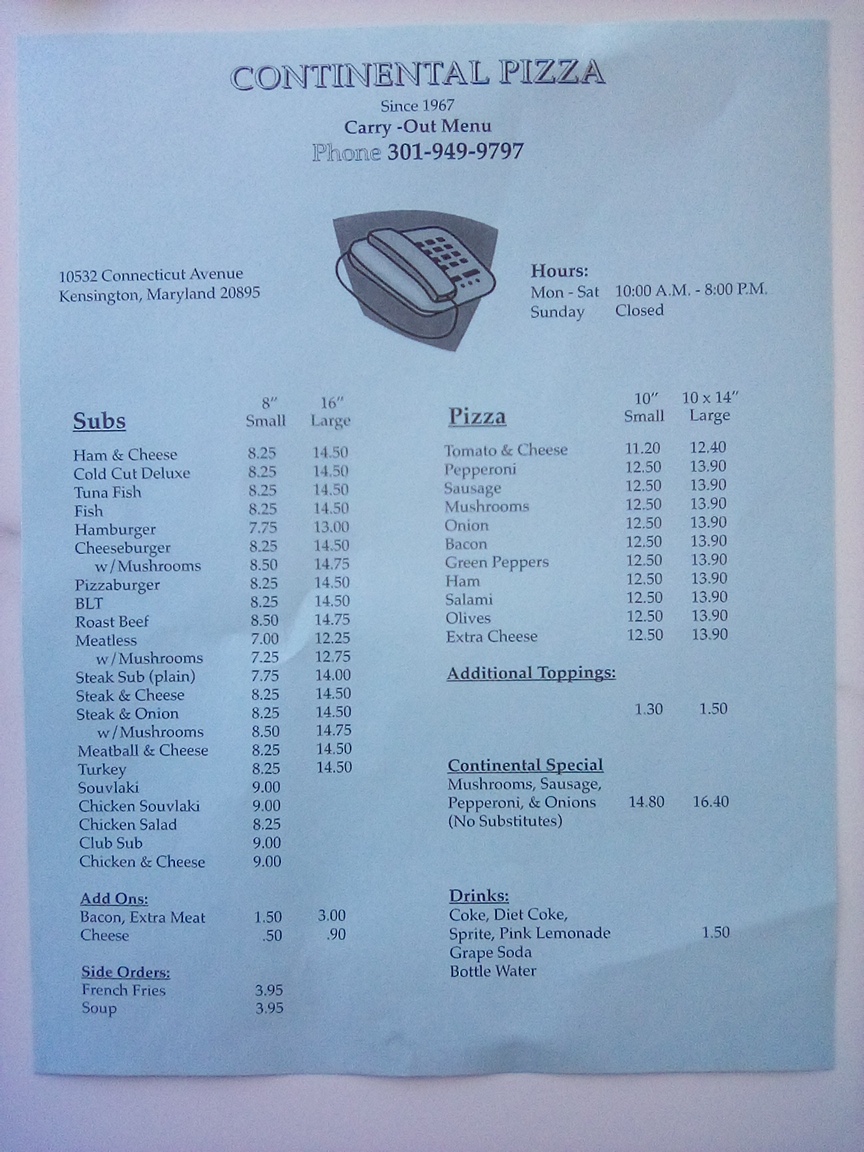 CONTINENTAL PIZZA
Since 1967
Carry -Out Menu
Phone 301-949-9797
10532 Connecticut Avenue
Kensington, Maryland 20895
Hours:
Mon - Sat 10:00 A.M. - 8:00 P.M.
Sunday Closed
8" 16"
Subs Small Large
Ham & Cheese 8.25 14.50
Cold Cut Deluxe 8.25 14.50
Tuna Fish 8.25 14.50
Fish 8.25 14.50
Hamburger 7.75 13.00
Cheeseburger 8.25 14.50
w/Mushrooms 8.50 14.75
Pizzaburger 8.25 14.50
BLT 8.25 14.50
Roast Beef 8.50 14.75
Meatless 7.00 12.25
w/Mushrooms 7.25 12.75
Steak Sub (plain) 7.75 14.00
Steak & Cheese 8.25 14.50
Steak & Onion 8.25 14.50
w/Mushrooms 8.50 14.75
Meatball & Cheese 8.25 14.50
Turkey 8.25 14.50
Souvlaki 9.00
Chicken Souvlaki 9.00
Chicken Salad 8.25
Club Sub 9.00
Chicken & Cheese 9.00
Add Ons:
Bacon, Extra Meat 1.50 3.00
Cheese .50 .90
Side Orders:
French Fries 3.95
Soup 3.95
10" 10 x 14"
Pizza Small Large
Tomato & Cheese 11.20 12.40
Pepperoni 12.50 13.90
Sausage 12.50 13.90
Mushrooms 12.50 13.90
Onion 12.50 13.90
Bacon 12.50 13.90
Green Peppers 12.50 13.90
Ham 12.50 13.90
Salami 12.50 13.90
Olives 12.50 13.90
Extra Cheese 12.50 13.90
Additional Toppings:
1.30 1.50
Continental Special
Mushrooms, Sausage,
Pepperoni, & Onions 14.80 16.40
(No Substitutes)
Drinks:
Coke, Diet Coke,
Sprite, Pink Lemonade 1.50
Grape Soda
Bottle Water